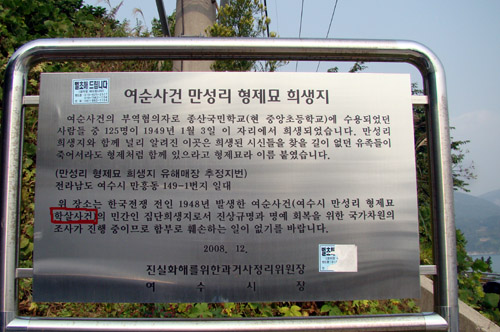 벌초해 드립니다
여순사건 만성리 형제묘 희생지
여순사건의 부역혐의자로 종산국민학교(현 중앙초등학교)에 수용되었던
사람들 중 125명이 1949년 1월 3일 이 자리에서 희생되었습니다. 만성리
희생지와 함께 널리 알려진 이곳은 희생된 시신들을 찾을 길이 없던 유족들이
죽어서라도 형제처럼 함께 있으라고 형제묘라 이름을 붙였습니다.
(만성리 형제묘 희생지 유해매장 추정지번)
전라남도 여수시 만흥동 149-1번지 일대
위 장소는 한국전쟁 전인 1948년 발생한 여순사건(여수시 만성리 형제묘
학살사건)의 민간인 집단희생지로서 진상규명과 명예 회복을 위한 국가차원의
조사가 진행 중이므로 함부로 훼손하는 일이 없기를 바랍니다.
2008. 12.
진실화해를위한과거사정리위원장
여 수 시 장